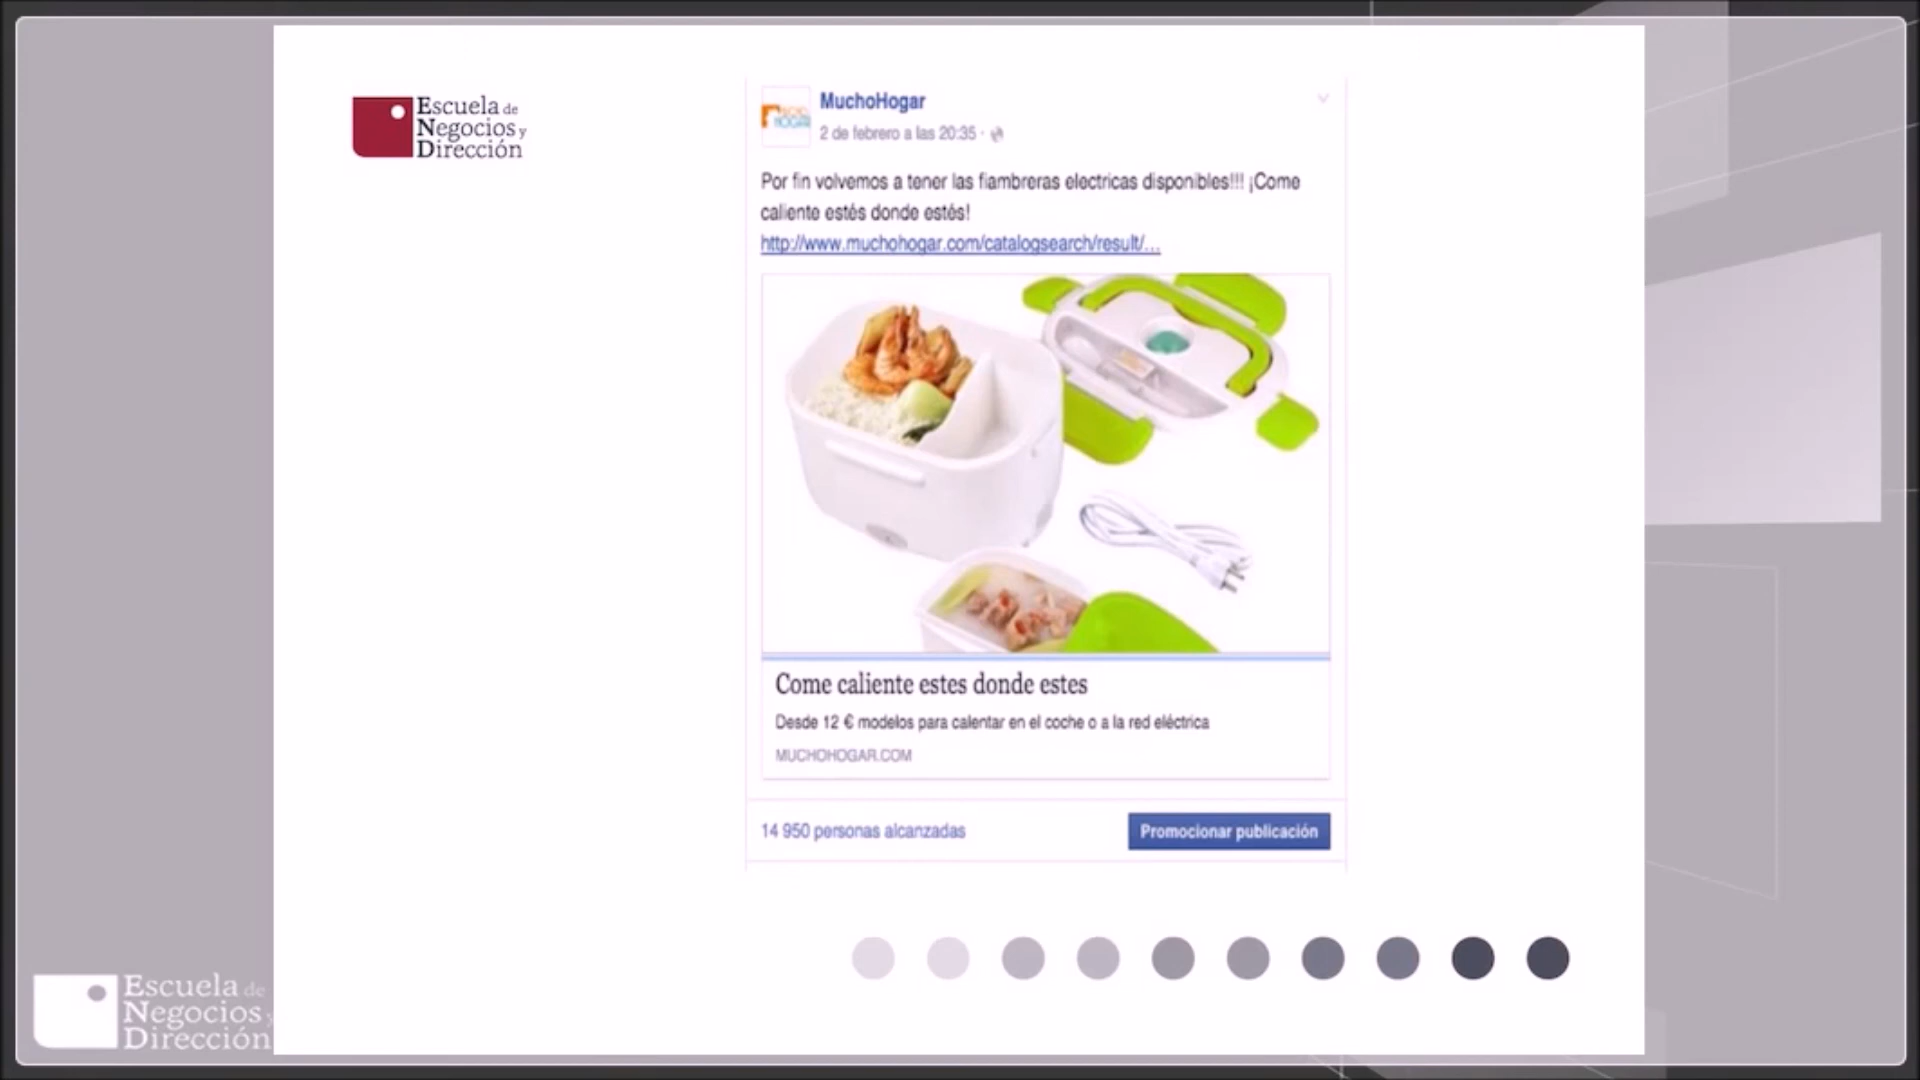 Escuela de
Negocios y
Dirección
MuchoHogar
2 de febrero a las 20:35 ·
Por fin volvemos a tener las fiambreras electricas disponibles!!! ¡Come
caliente estés donde estés!
http://www.muchohogar.com/catalogsearch/result/...
Come caliente estes donde estes
Desde 12 € modelos para calentar en el coche o a la red eléctrica
MUCHOHOGAR.COM
14 950 personas alcanzadas
Promocionar publicación
Escuela de
Negocios y
Dirección